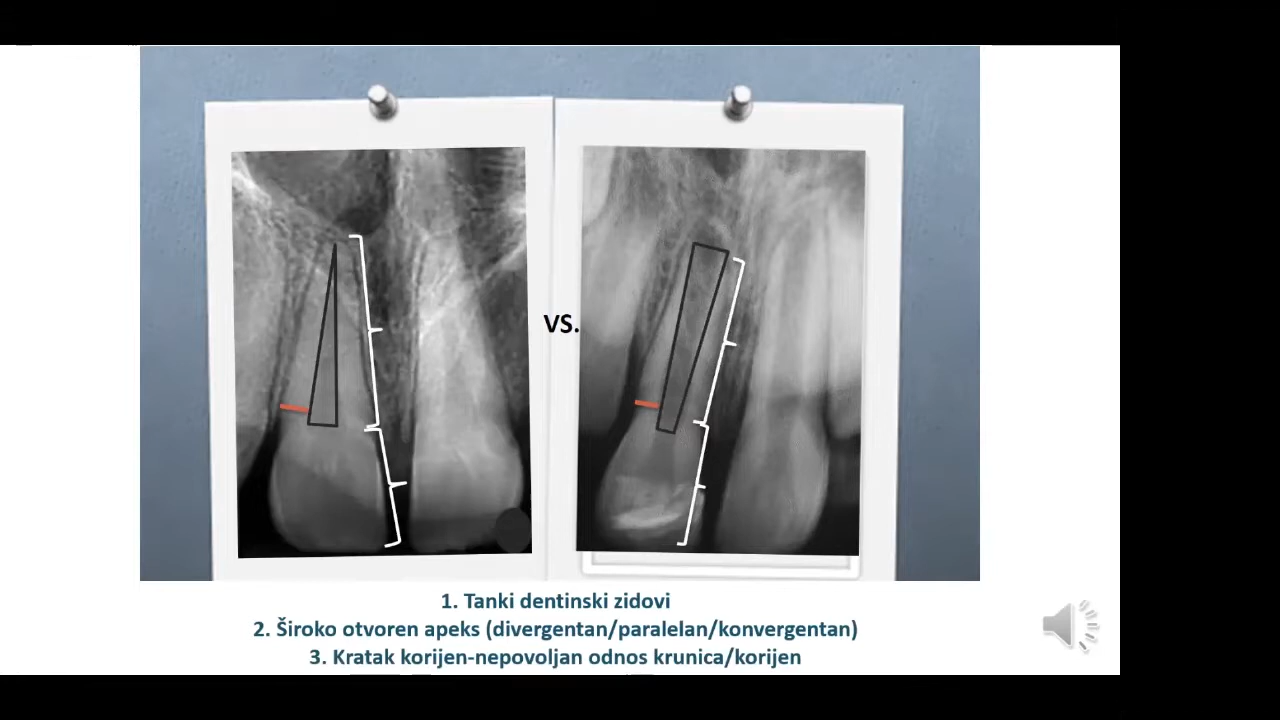 VS.
1. Tanki dentinski zidovi
2. Široko otvoren apeks (divergentan/paralelan/konvergentan)
3. Kratak korijen-nepovoljan odnos krunica/korijen